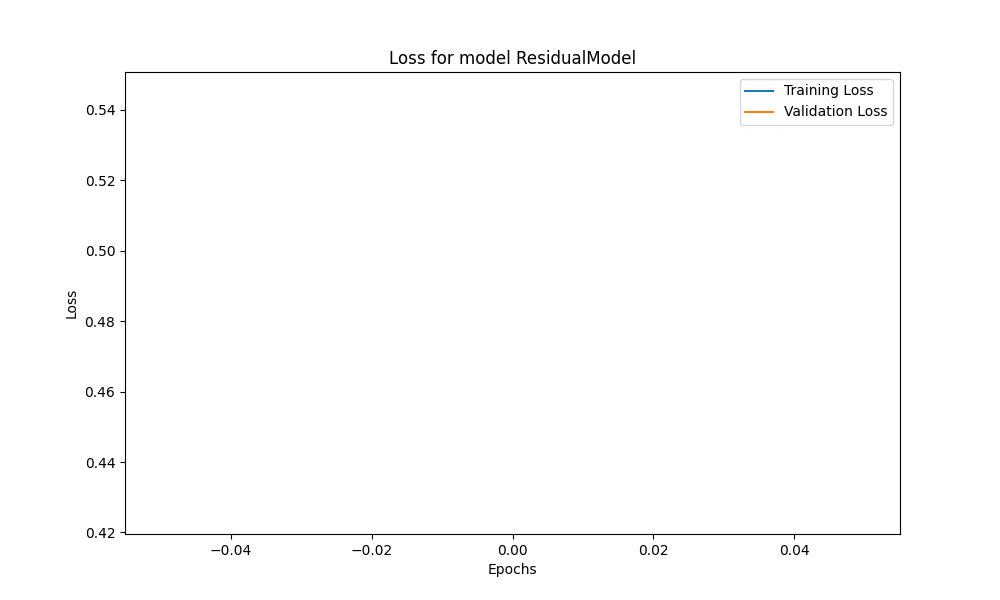 Loss for model ResidualModel
Training Loss
Validation Loss
0.54
0.52
0.50
0.48
0.46
0.44
0.42
Loss
−0.04
−0.02
0.00
0.02
0.04
Epochs